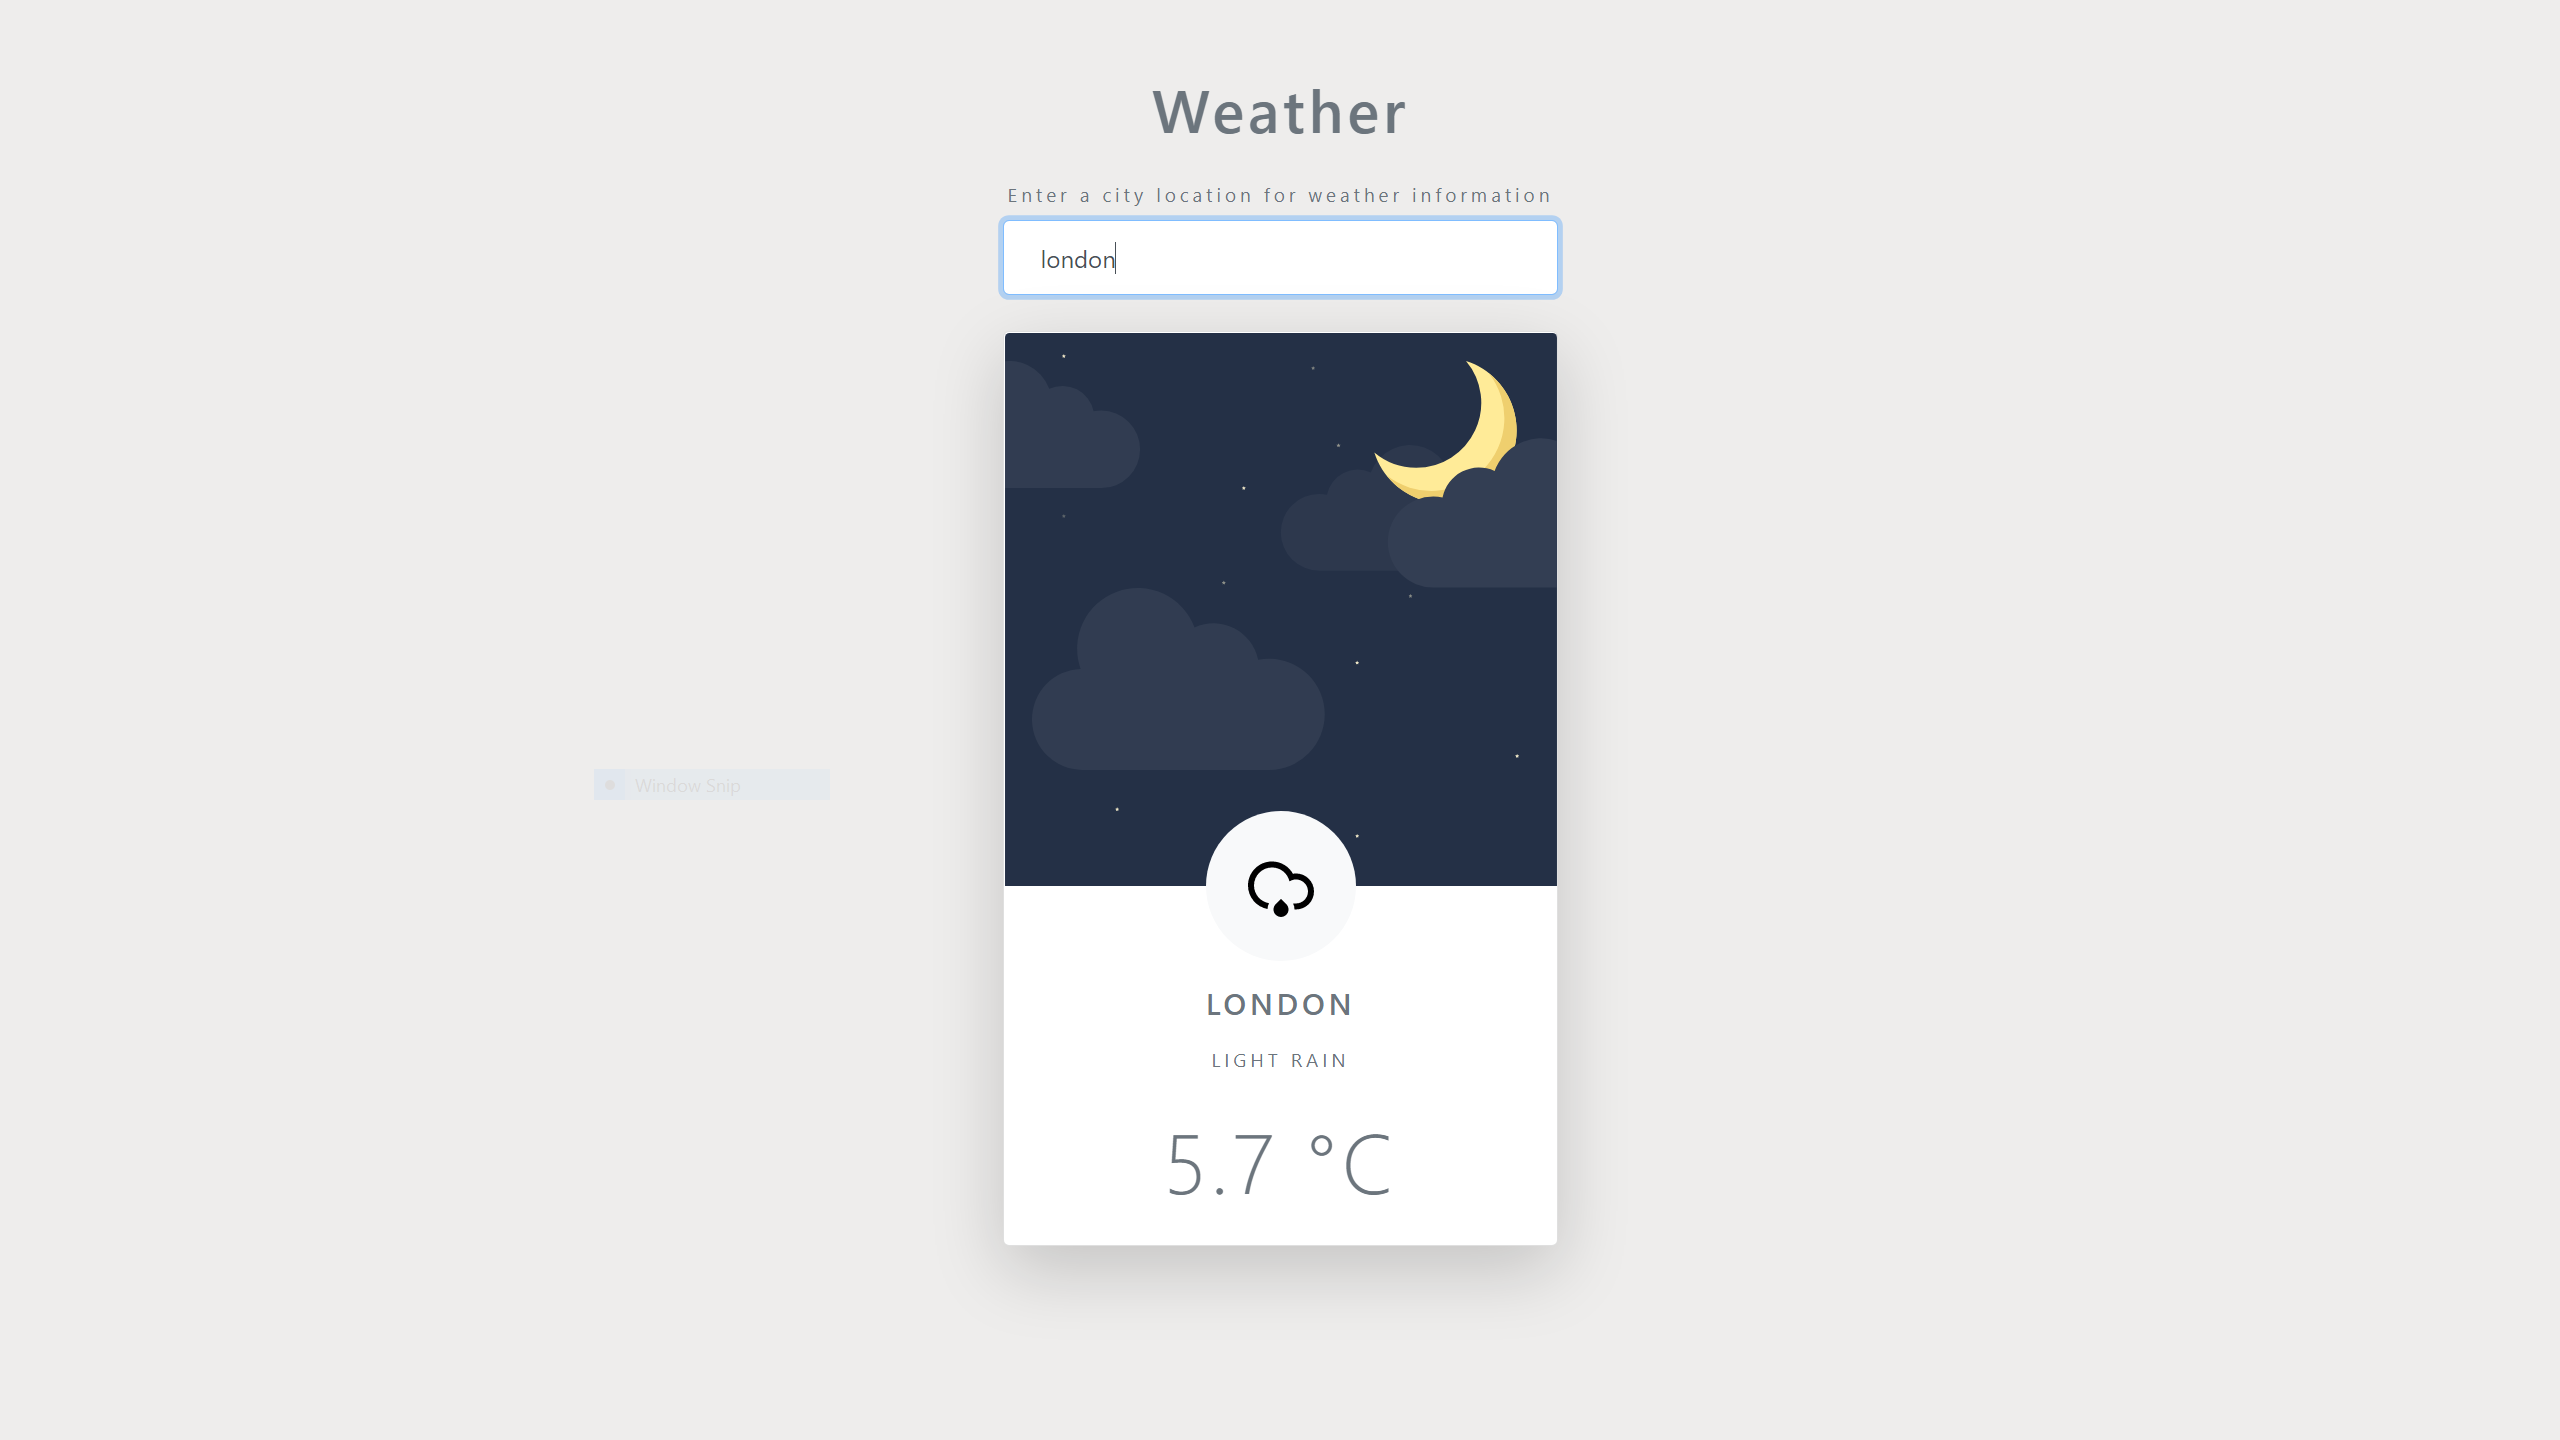 Weather
Enter a city location for weather information
london
Window Snip
LONDON
LIGHT RAIN
5.7 °C